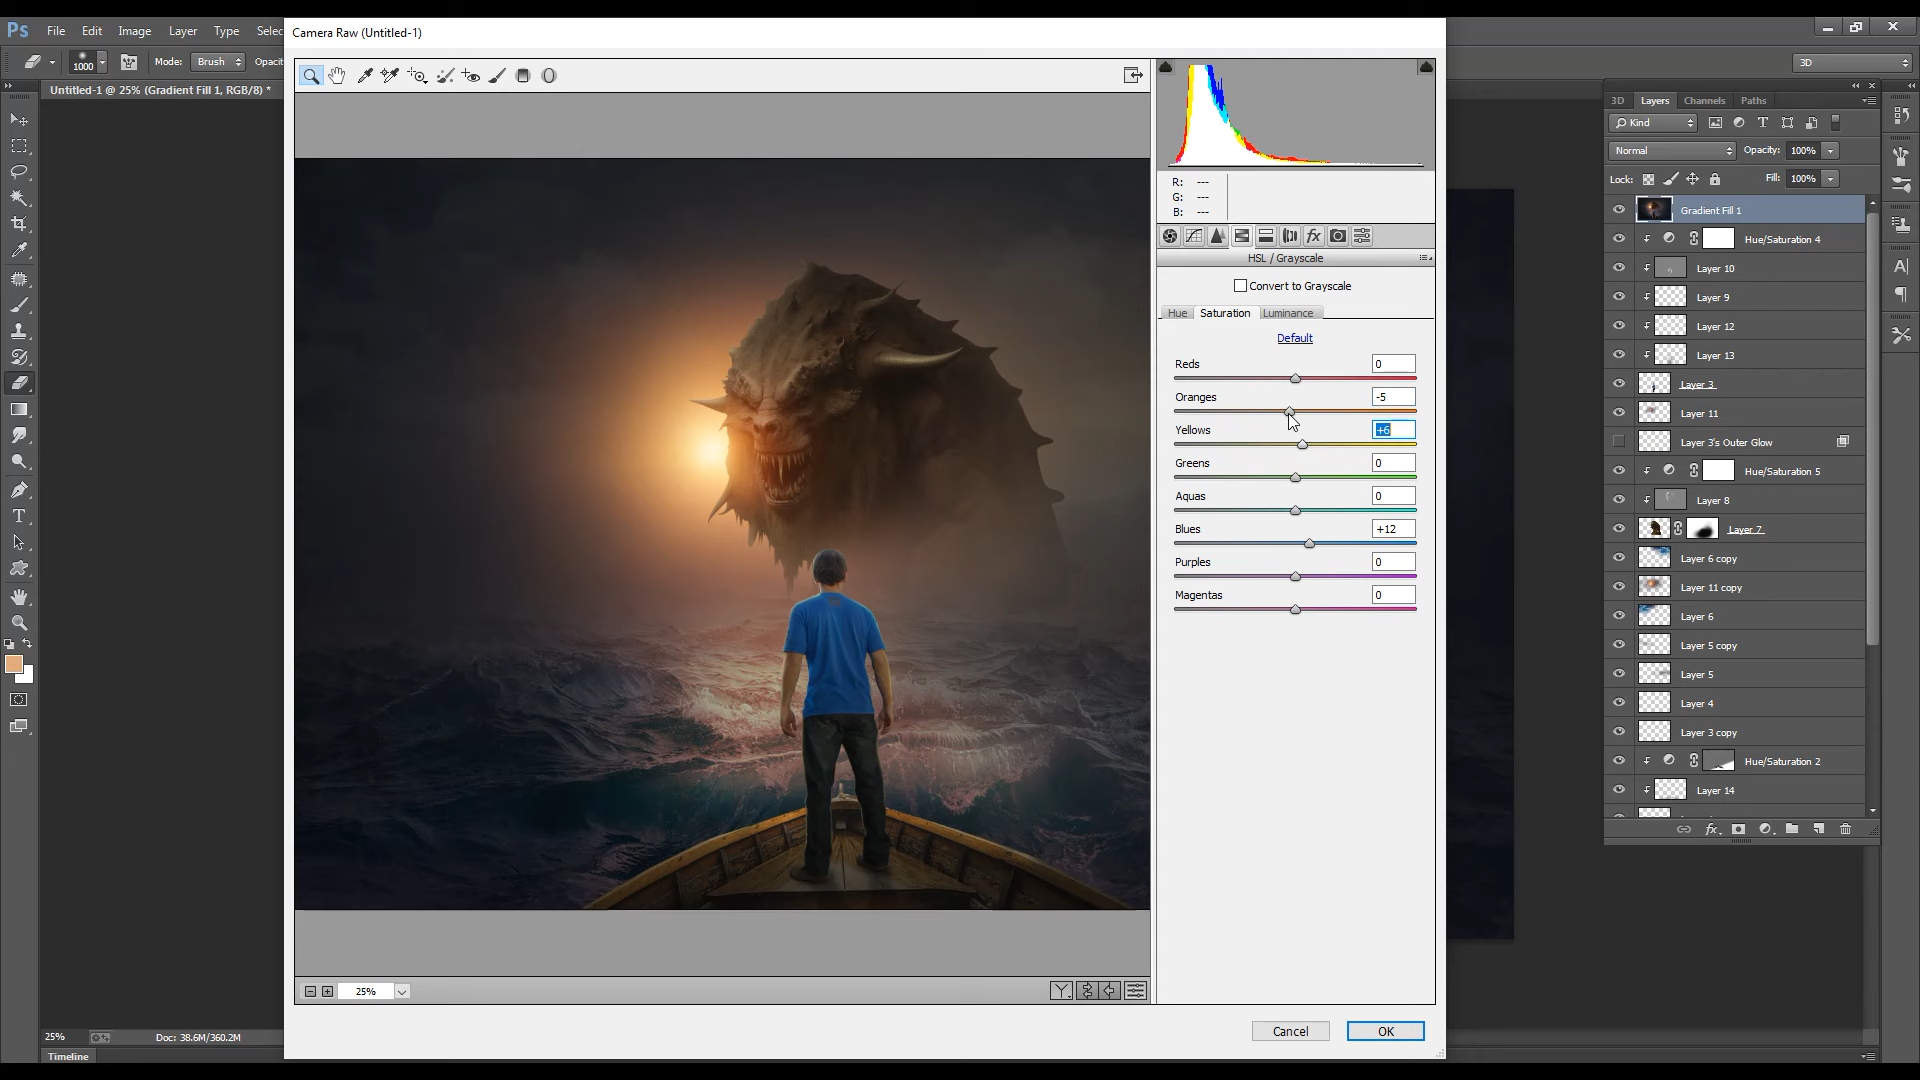 Ps File Edit Image Layer Type Selec
Camera Raw (Untitled-1)
1000 Mode: Brush Opacit
3D
Untitled-1 @ 25% (Gradient Fill 1, RGB/8) *
R: ---
G: ---
B: ---
HSL / Grayscale
Convert to Grayscale
Hue Saturation Luminance
Default
Reds 0
Oranges -5
Yellows +6
Greens 0
Aquas 0
Blues +12
Purples 0
Magentas 0
25%
Cancel OK
25% Doc: 38.6M/360.2M
Timeline
3D Layers Channels Paths
Kind
Normal Opacity: 100%
Lock: Fill: 100%
Gradient Fill 1
Hue/Saturation 4
Layer 10
Layer 9
Layer 12
Layer 13
Layer 3
Layer 11
Layer 3's Outer Glow
Hue/Saturation 5
Layer 8
Layer 7
Layer 6 copy
Layer 11 copy
Layer 6
Layer 5 copy
Layer 5
Layer 4
Layer 3 copy
Hue/Saturation 2
Layer 14
fx